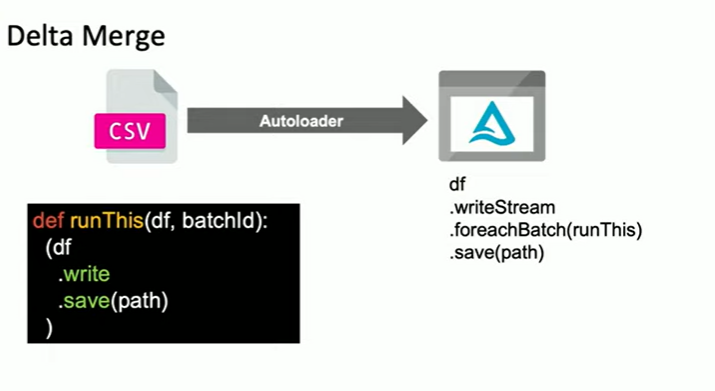 Delta Merge
CSV
Autoloader
df
.writeStream
.foreachBatch(runThis)
.save(path)
def runThis(df, batchId):
(df
.write
.save(path)
)